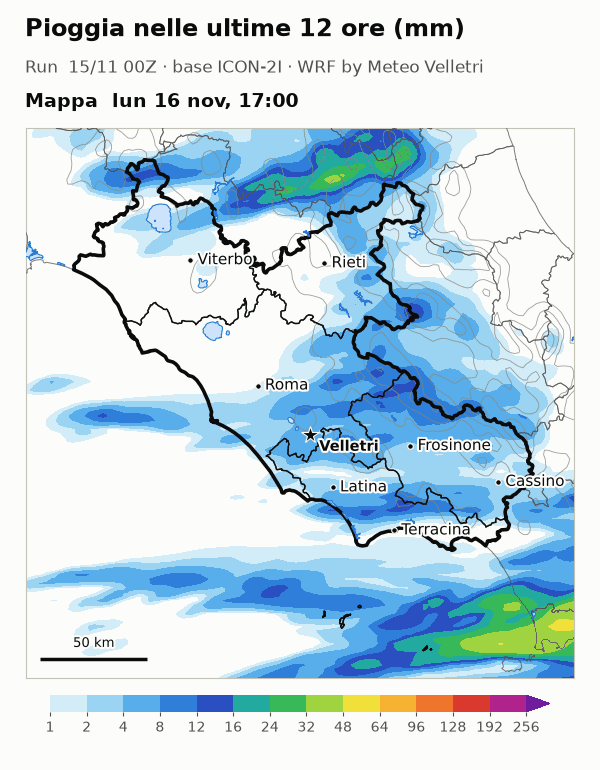 Pioggia nelle ultime 12 ore (mm)
Run 15/11 00Z · base ICON-2I · WRF by Meteo Velletri
Mappa lun 16 nov, 17:00
Viterbo
Rieti
Roma
Velletri
Frosinone
Latina
Cassino
Terracina
50 km
1 2 4 8 12 16 24 32 48 64 96 128 192 256